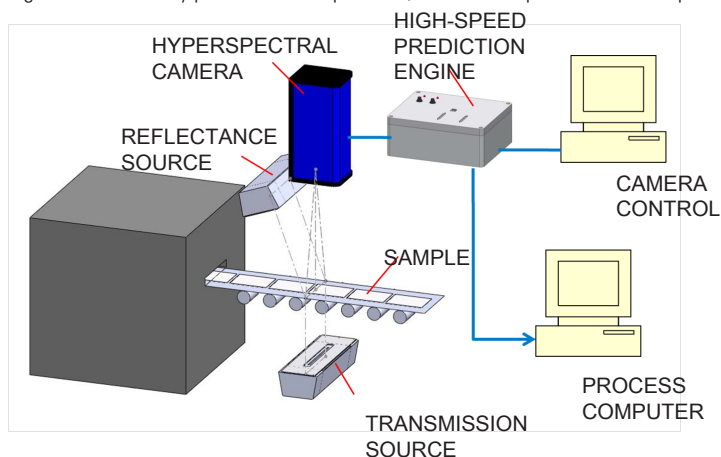 HIGH-SPEED
PREDICTION
ENGINE
HYPERSPECTRAL
CAMERA
REFLECTANCE
SOURCE
CAMERA
CONTROL
SAMPLE
PROCESS
COMPUTER
TRANSMISSION
SOURCE